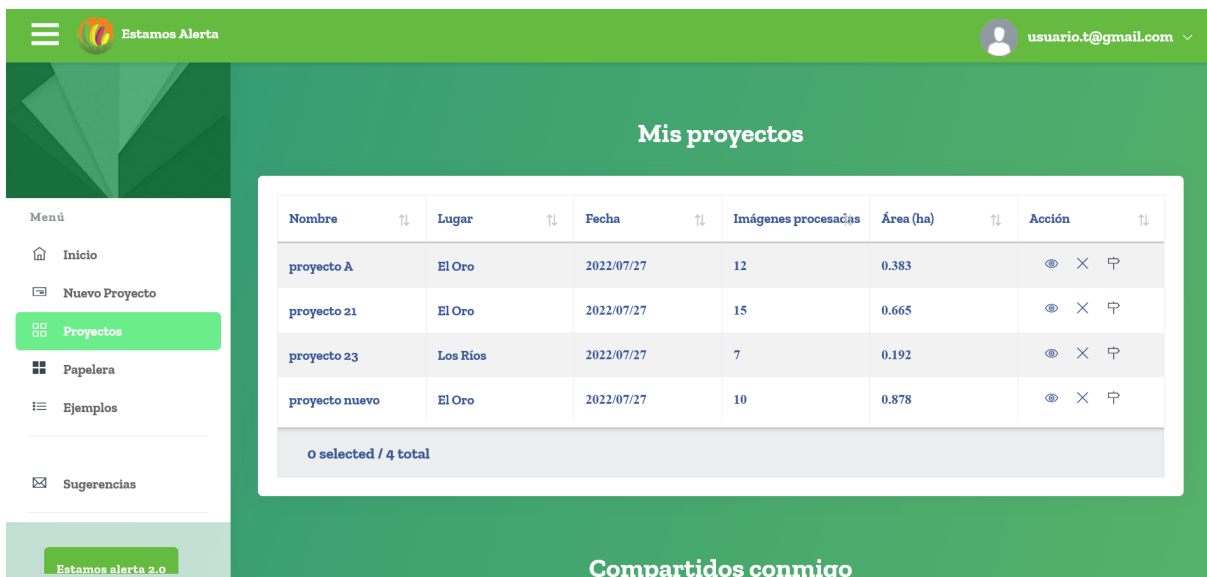 Estamos Alerta
usuario.t@gmail.com
Menú
Inicio
Nuevo Proyecto
Proyectos
Papelera
Ejemplos
Sugerencias
Estamos alerta 2.0
Mis proyectos
Nombre Lugar Fecha Imágenes procesadas Área (ha) Acción
proyecto A El Oro 2022/07/27 12 0.383
proyecto 21 El Oro 2022/07/27 15 0.665
proyecto 23 Los Ríos 2022/07/27 7 0.192
proyecto nuevo El Oro 2022/07/27 10 0.878
0 selected / 4 total
Compartidos conmigo